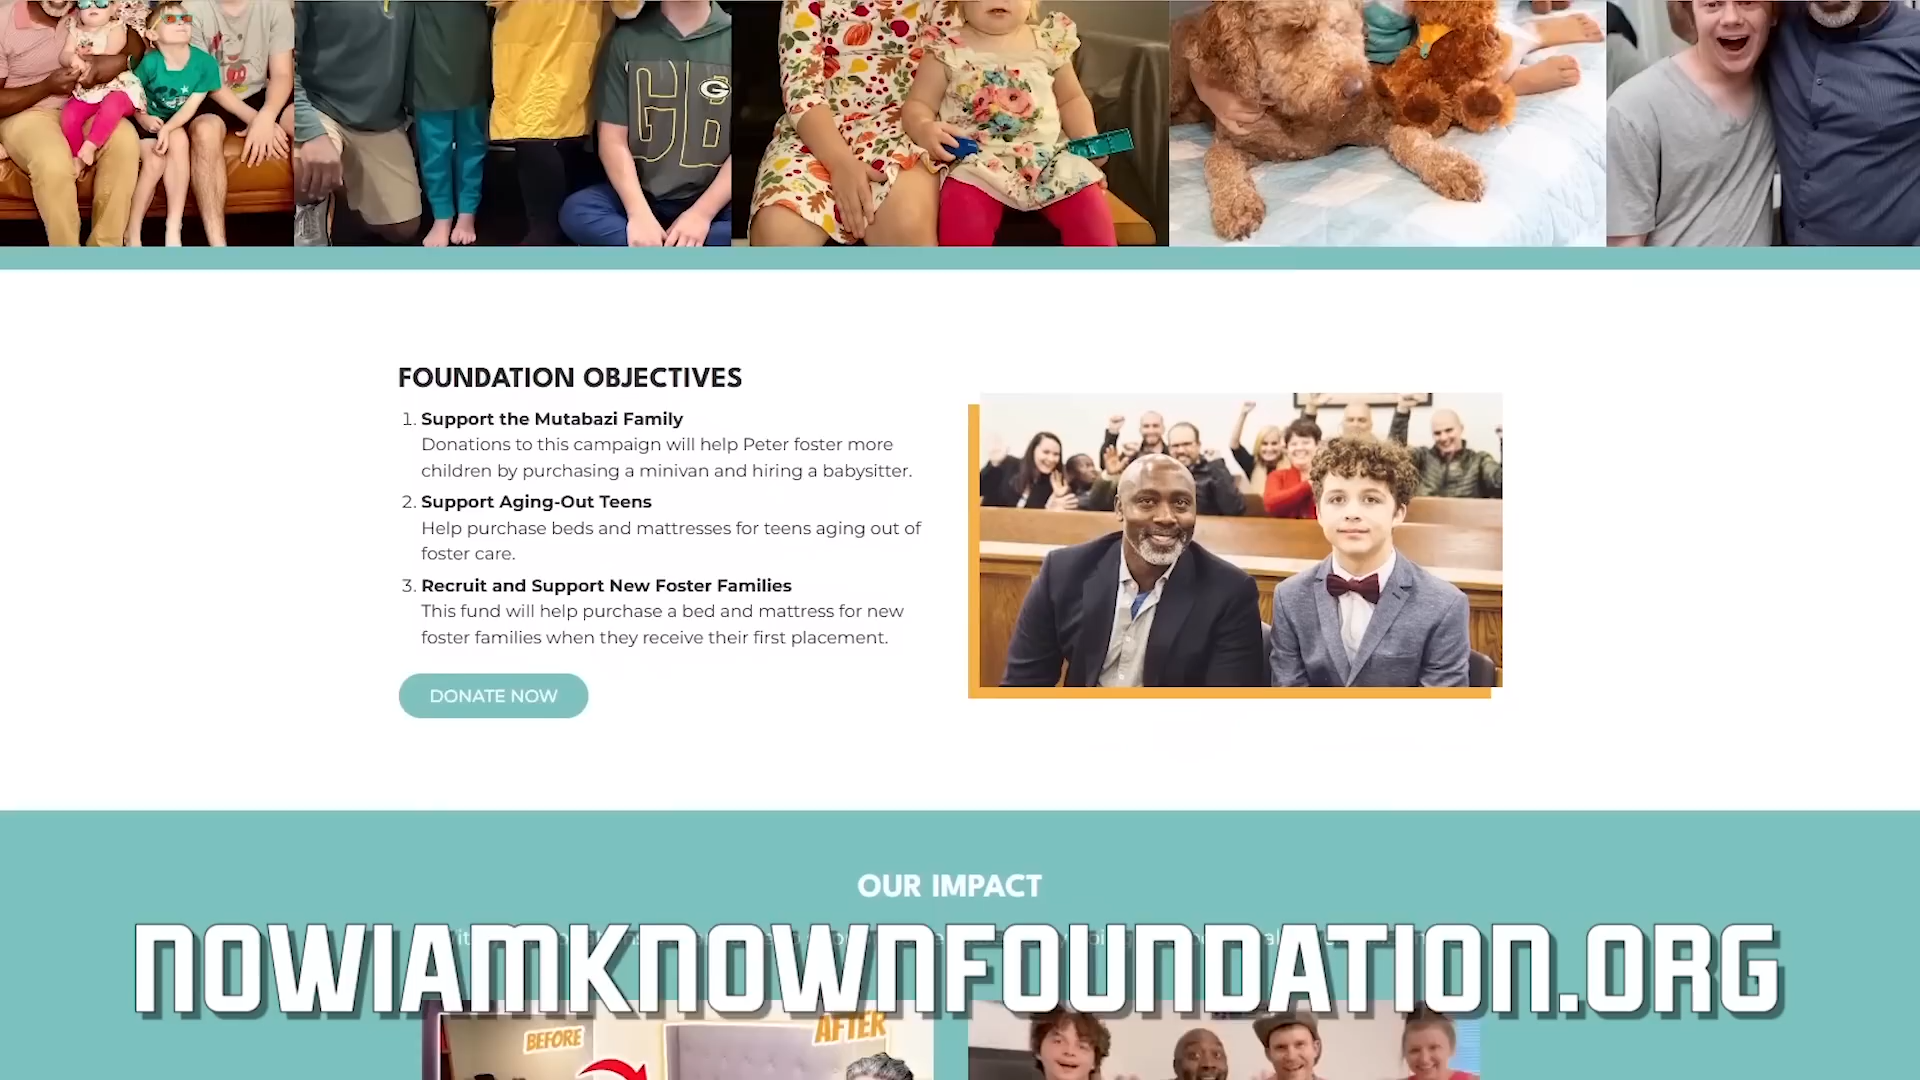 GB
G
FOUNDATION OBJECTIVES
1. Support the Mutabazi Family
Donations to this campaign will help Peter foster more
children by purchasing a minivan and hiring a babysitter.
2. Support Aging-Out Teens
Help purchase beds and mattresses for teens aging out of
foster care.
3. Recruit and Support New Foster Families
This fund will help purchase a bed and mattress for new
foster families when they receive their first placement.
DONATE NOW
OUR IMPACT
NOWIAMKNOWNFOUNDATION.ORG
BEFORE
AFTER